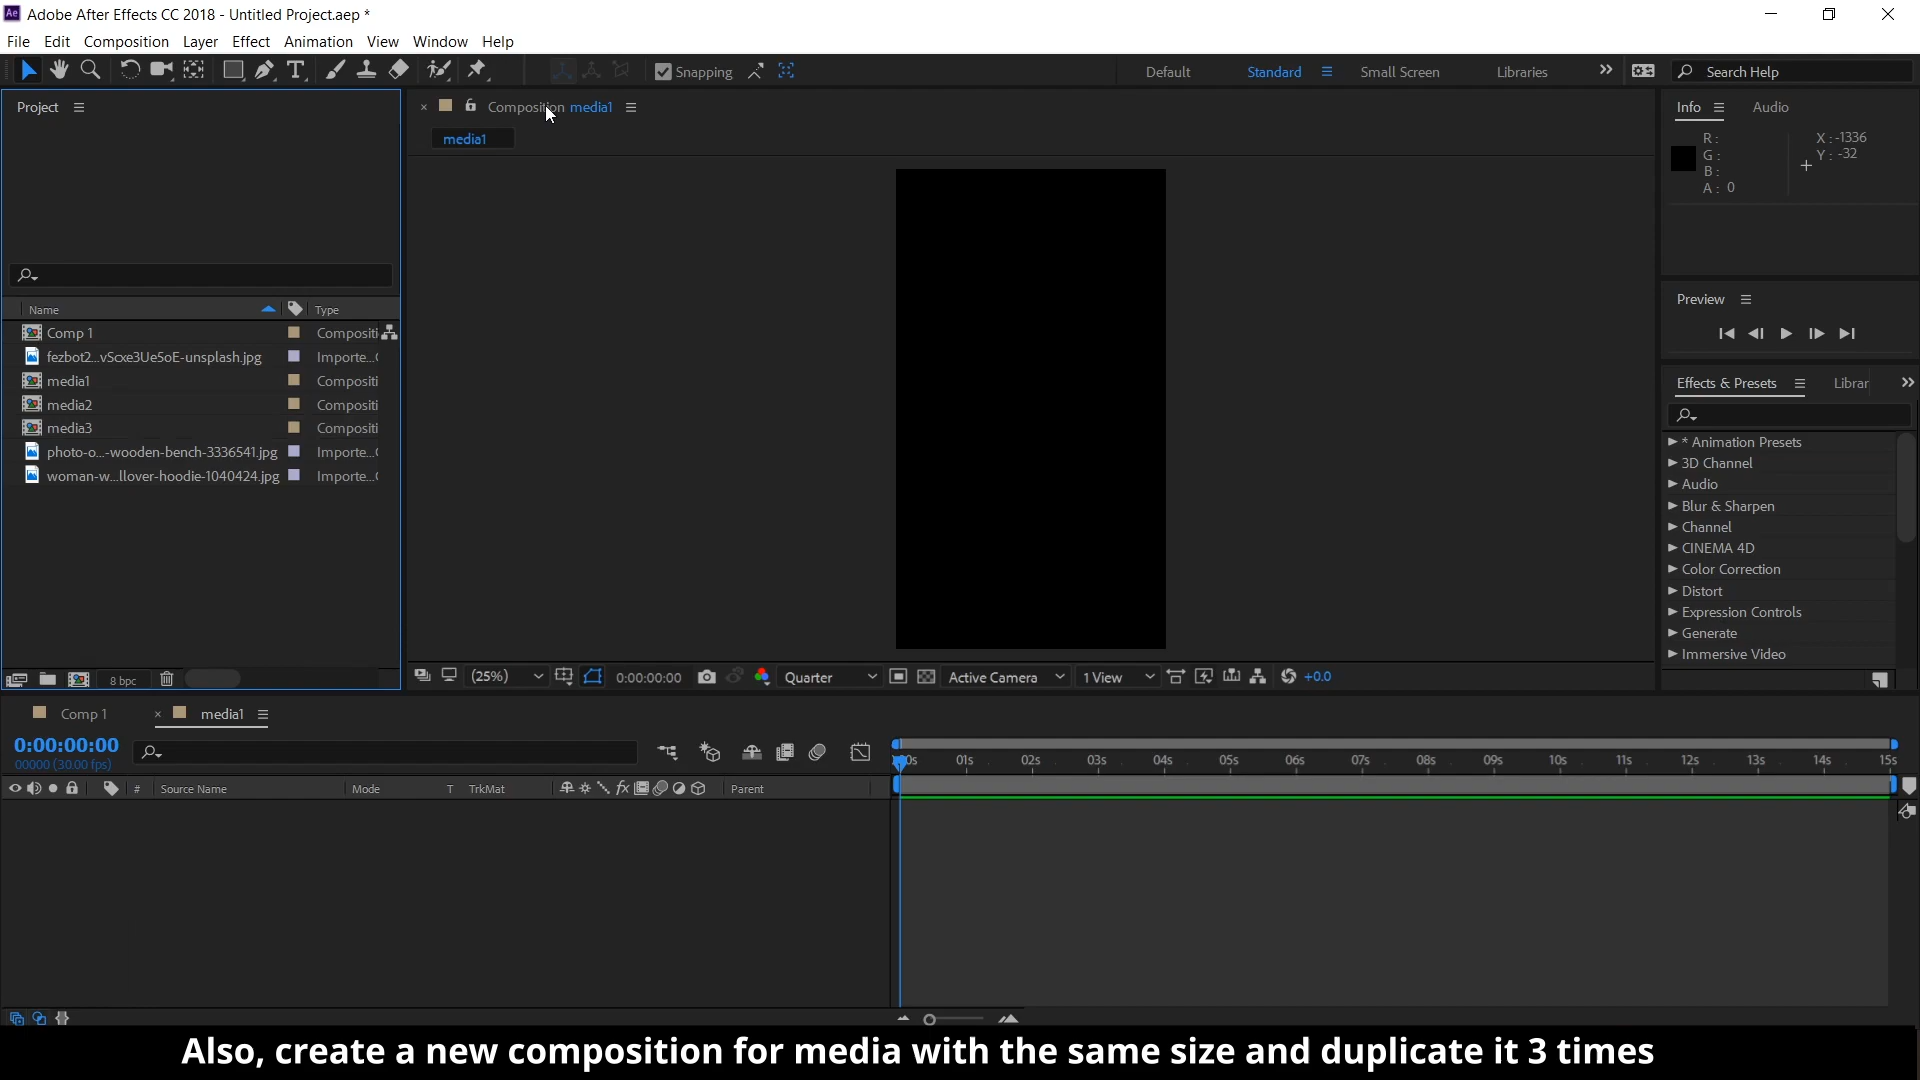 Ae Adobe After Effects CC 2018 - Untitled Project.aep *
File Edit Composition Layer Effect Animation View Window Help
Snapping Default Standard Small Screen Libraries Search Help
Project
Composition media1
media1
Info Audio
R :
G :
B :
A : 0
X : -1336
Y : -32
Preview
Name Type
Comp 1 Compositi
fezbot2...vScxe3Ue5oE-unsplash.jpg Importe...(
media1 Compositi
media2 Compositi
media3 Compositi
photo-o...-wooden-bench-3336541.jpg Importe...(
woman-w...llover-hoodie-1040424.jpg Importe...(
Effects & Presets Librar
* Animation Presets
3D Channel
Audio
Blur & Sharpen
Channel
CINEMA 4D
Color Correction
Distort
Expression Controls
Generate
Immersive Video
8 bpc
(25%) 0:00:00:00 Quarter Active Camera 1 View +0.0
Comp 1 media1
0:00:00:00
00000 (30.00 fps)
01s 02s 03s 04s 05s 06s 07s 08s 09s 10s 11s 12s 13s 14s 15s
# Source Name Mode T TrkMat fx Parent
Also, create a new composition for media with the same size and duplicate it 3 times